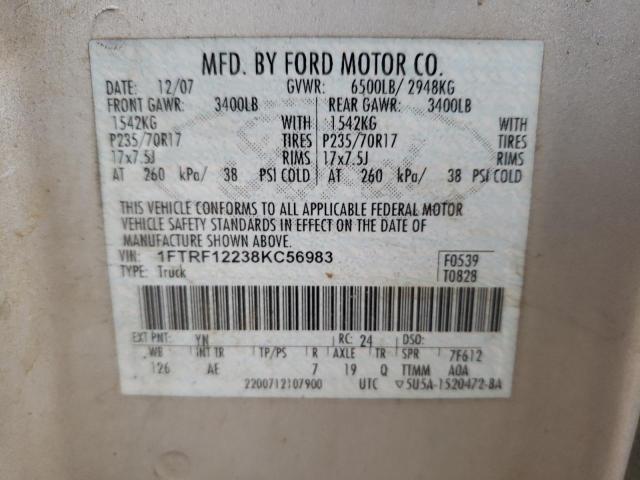 MFD. BY FORD MOTOR CO.
DATE: 12/07 GVWR: 6500LB/ 2948KG
FRONT GAWR: 3400LB REAR GAWR: 3400LB
1542KG WITH 1542KG WITH
P235/70R17 TIRES P235/70R17 TIRES
17x7.5J RIMS 17x7.5J RIMS
AT 260 kPa/ 38 PSI COLD AT 260 kPa/ 38 PSI COLD
THIS VEHICLE CONFORMS TO ALL APPLICABLE FEDERAL MOTOR
VEHICLE SAFETY STANDARDS IN EFFECT ON THE DATE OF
MANUFACTURE SHOWN ABOVE.
VIN: 1FTRF12238KC56983 F0539
TYPE: Truck T0828
EXT PNT: YN RC: 24 DSO:
WB INT TR TP/PS R AXLE TR SPR 7F612
126 AE 7 19 Q TTMM AOA
2200712107900 UTC ▽5U5A-1520472-BA